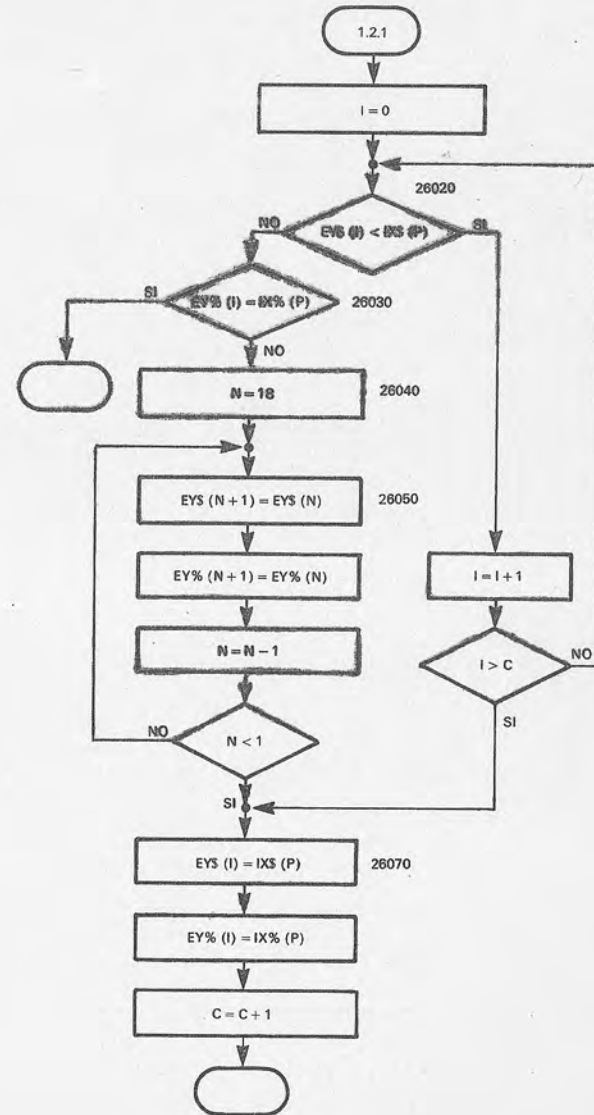 1.2.1
I = 0
26020
NO
EY$ (I) < IX$ (P)
SI
SI
EY% (I) = IX% (P)
26030
NO
N = 18
26040
EY$ (N + 1) = EY$ (N)
26050
EY% (N + 1) = EY% (N)
I = I + 1
N = N – 1
I > C
NO
NO
N < 1
SI
SI
EY$ (I) = IX$ (P)
26070
EY% (I) = IX% (P)
C = C + 1